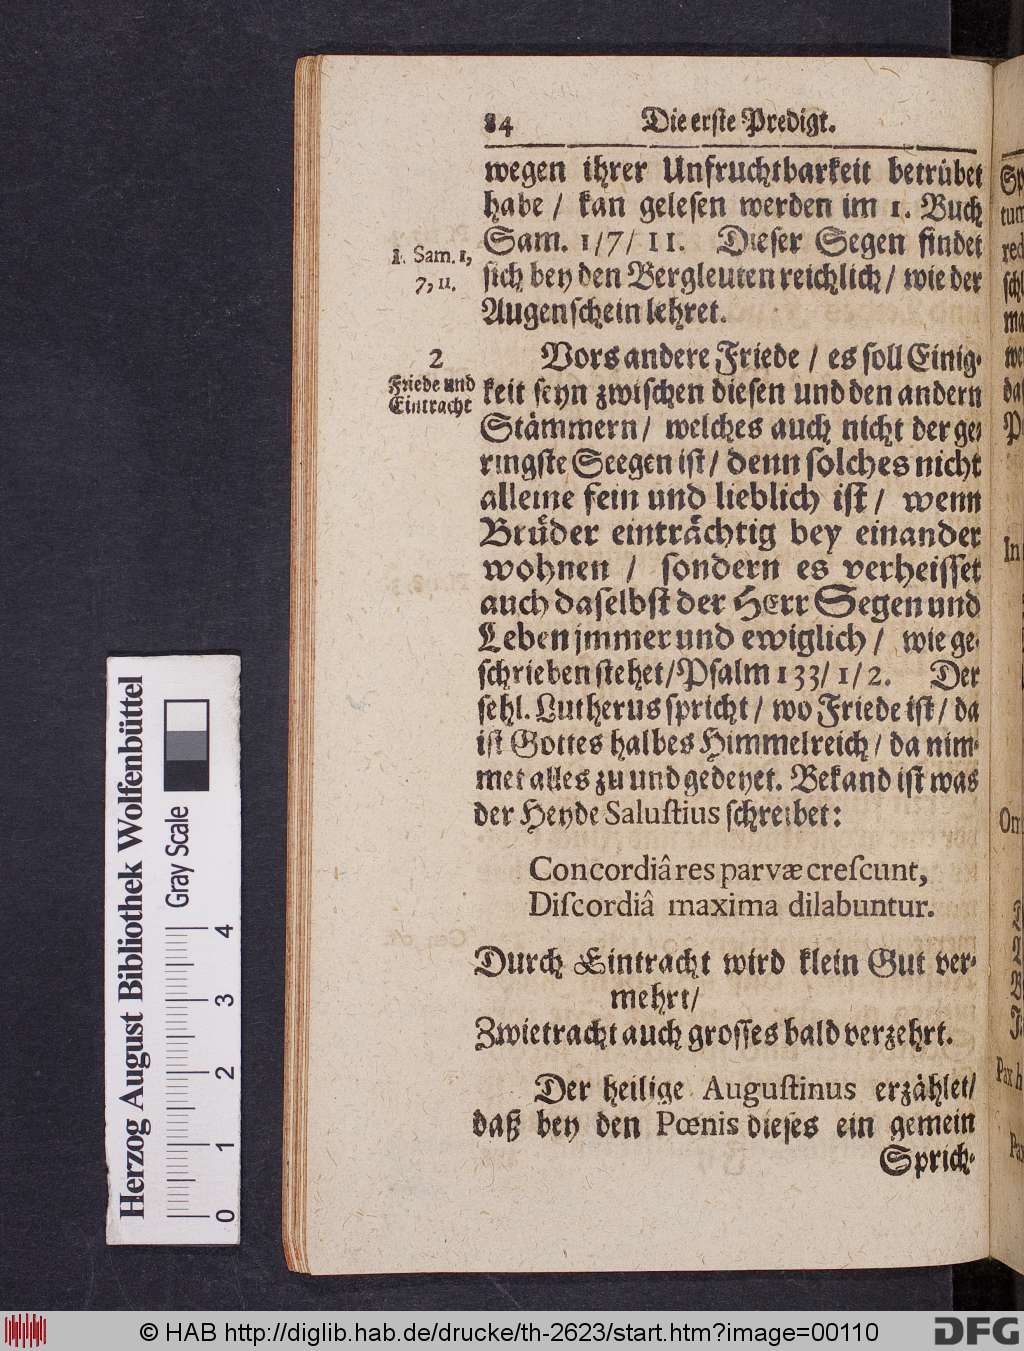 84 Die erste Predigt.
wegen ihrer Unfruchtbarkeit betrübet
habe / kan gelesen werden im 1. Buch
Sam. 1/7/ 11. Dieser Segen findet
sich bey den Bergleuten reichlich / wie der
Augenschein lehret.
1. Sam. 1,
7, 11.
2
Friede und
Eintracht
Vors andere Friede / es soll Einig-
keit seyn zwischen diesen und den andern
Stämmern / welches auch nicht der ge-
ringste Seegen ist / denn solches nicht
alleine fein und lieblich ist / wenn
Brüder einträchtig bey einander
wohnen / sondern es verheisset
auch daselbst der HErr Segen und
Leben jmmer und ewiglich / wie ge-
schrieben stehet / Psalm 133/ 1/ 2. Der
sehl. Lutherus spricht / wo Friede ist / da
ist Gottes halbes Himmelreich / da nim-
met alles zu und gedeyet. Bekand ist was
der Heyde Saluſtius schreibet:
Concordiâ res parvæ creſcunt,
Diſcordiâ maxima dilabuntur.
Durch Eintracht wird klein Gut ver-
mehrt /
Zwietracht auch grosses bald verzehrt.
Der heilige Auguſtinus erzählet /
daß bey den Pœnis dieses ein gemein
Sprich-
Herzog August Bibliothek Wolfenbüttel
Gray Scale
0 1 2 3 4
© HAB http://diglib.hab.de/drucke/th-2623/start.htm?image=00110
DFG